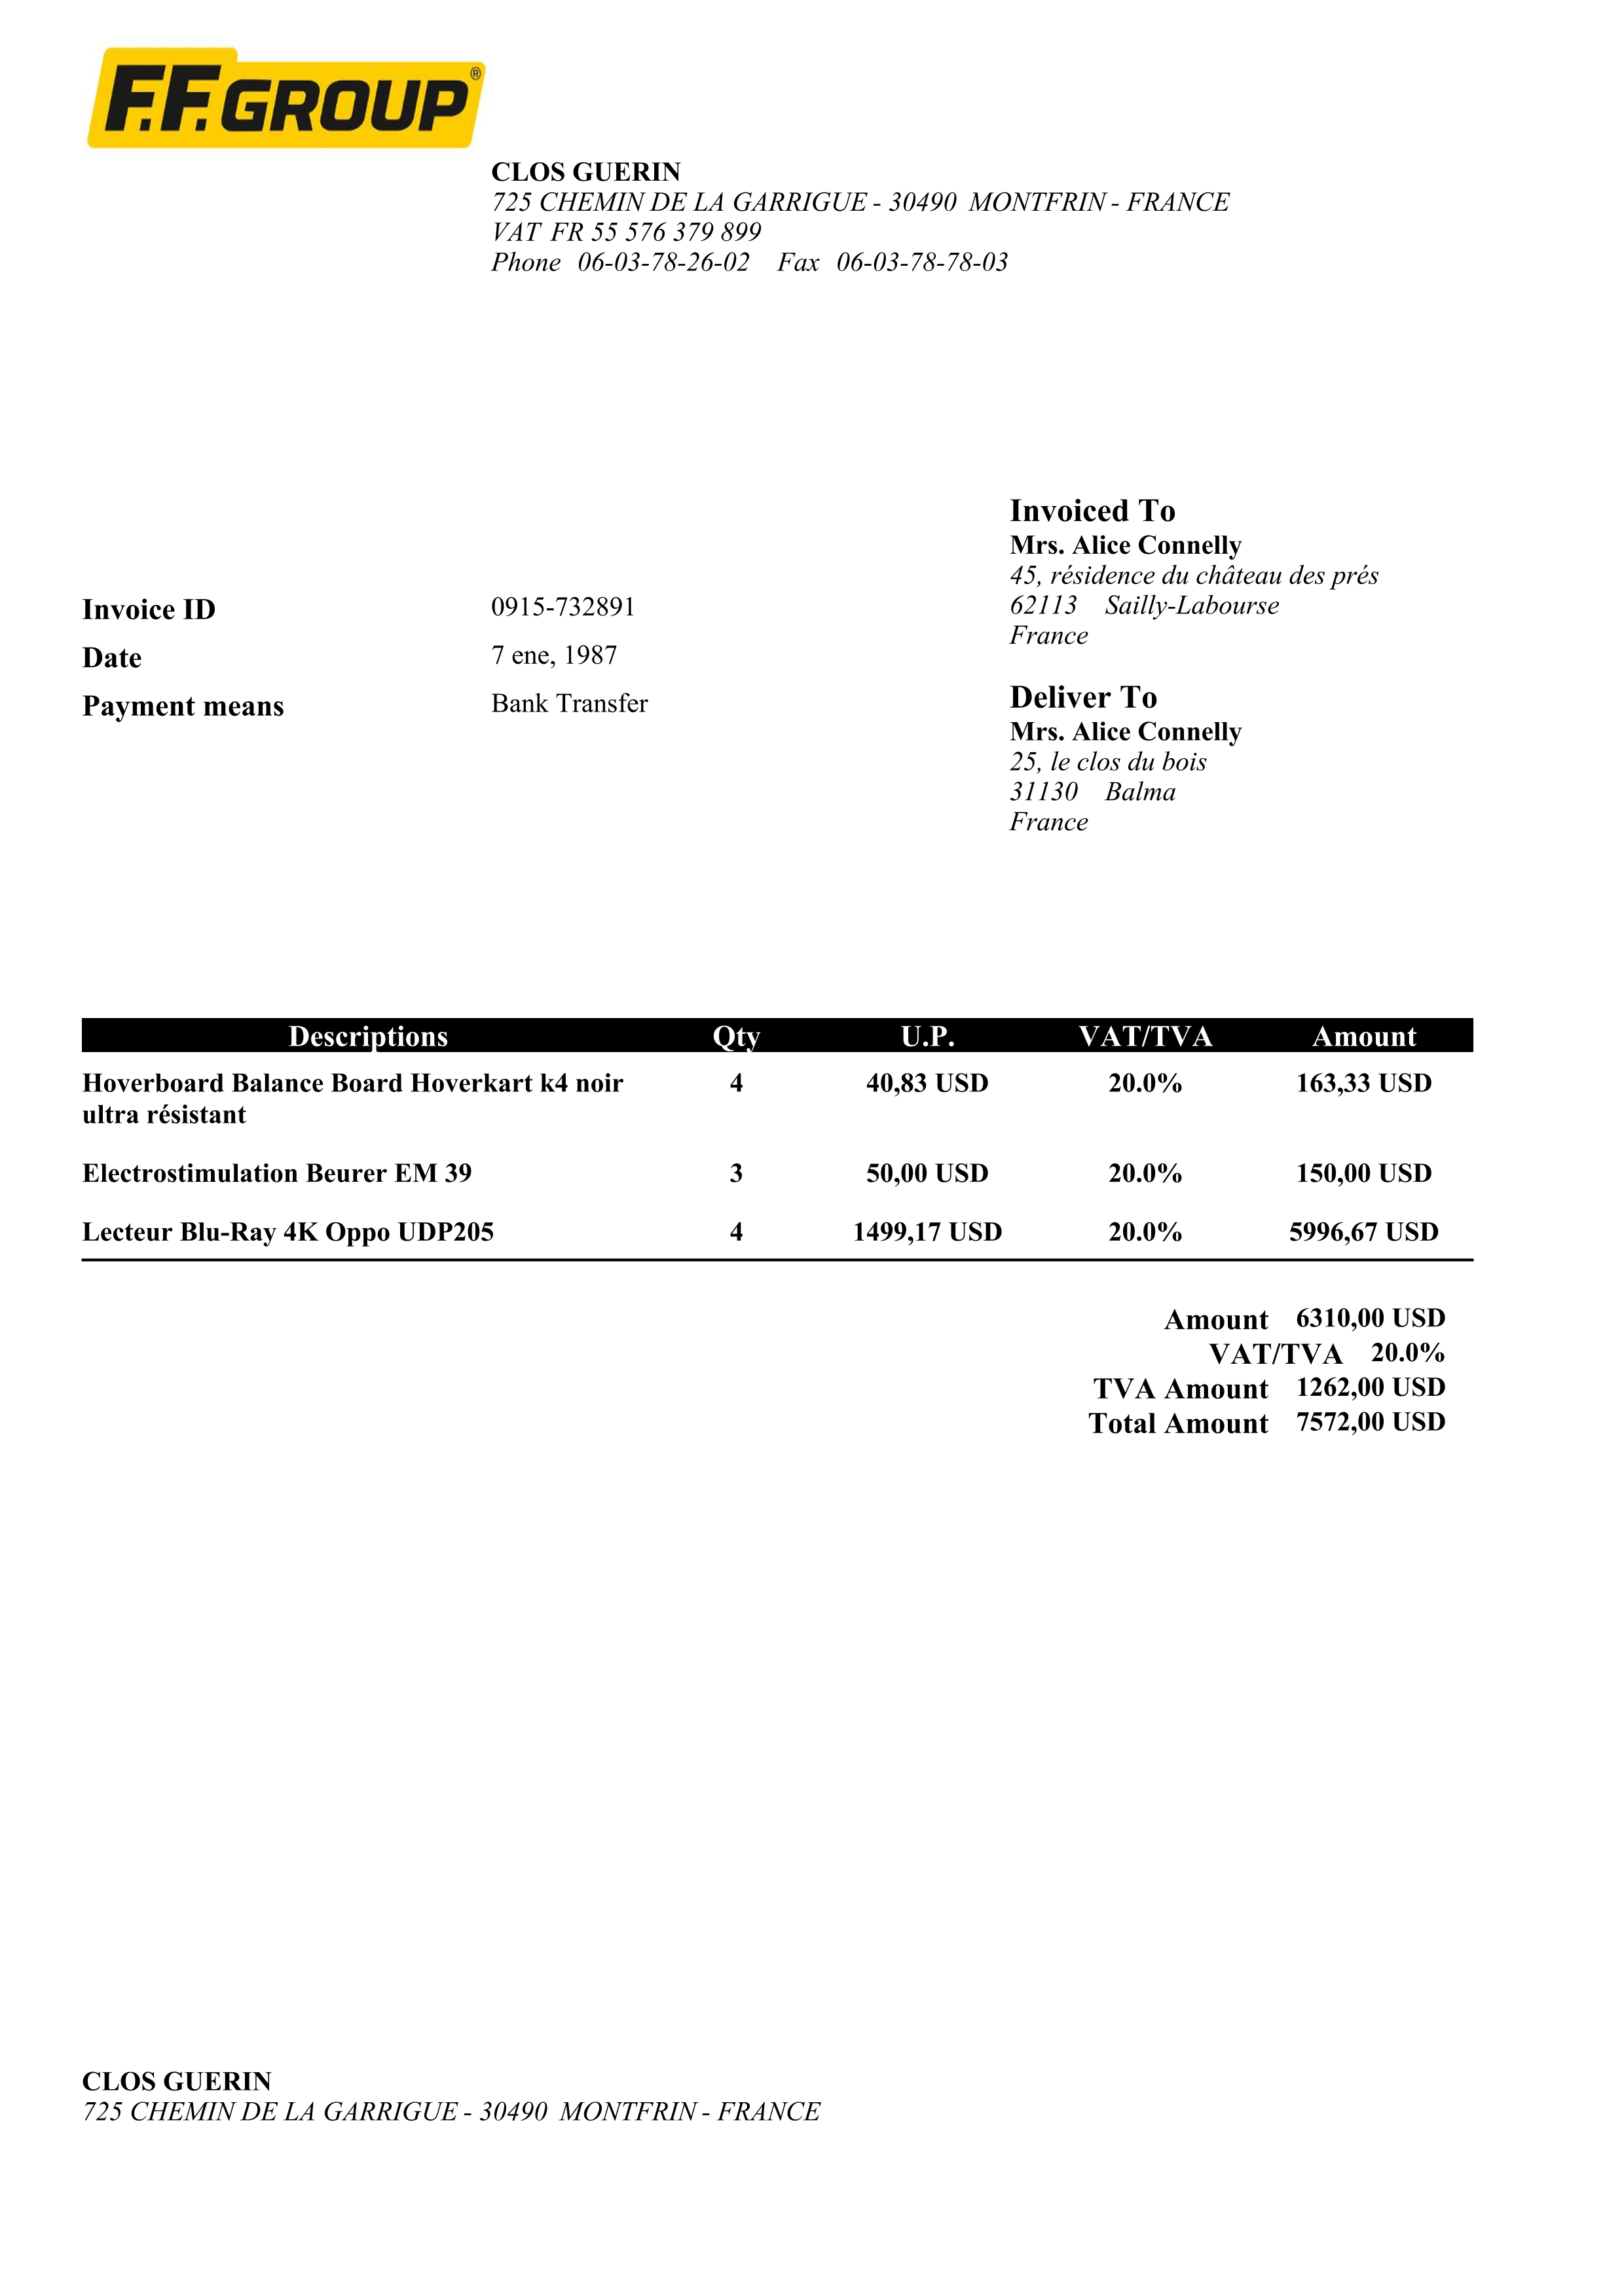 F.F. GROUP®
CLOS GUERIN
725 CHEMIN DE LA GARRIGUE - 30490 MONTFRIN - FRANCE
VAT FR 55 576 379 899
Phone 06-03-78-26-02 Fax 06-03-78-78-03
Invoiced To
Mrs. Alice Connelly
45, résidence du château des prés
62113 Sailly-Labourse
France
Invoice ID 0915-732891
Date 7 ene, 1987
Payment means Bank Transfer
Deliver To
Mrs. Alice Connelly
25, le clos du bois
31130 Balma
France
Descriptions Qty U.P. VAT/TVA Amount
Hoverboard Balance Board Hoverkart k4 noir 4 40,83 USD 20.0% 163,33 USD
ultra résistant
Electrostimulation Beurer EM 39 3 50,00 USD 20.0% 150,00 USD
Lecteur Blu-Ray 4K Oppo UDP205 4 1499,17 USD 20.0% 5996,67 USD
Amount 6310,00 USD
VAT/TVA 20.0%
TVA Amount 1262,00 USD
Total Amount 7572,00 USD
CLOS GUERIN
725 CHEMIN DE LA GARRIGUE - 30490 MONTFRIN - FRANCE